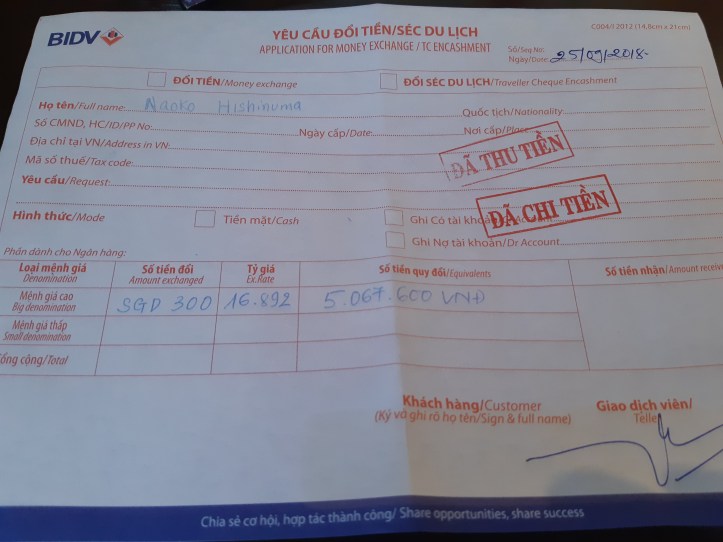 BIDV
YÊU CẦU ĐỔI TIỀN/SÉC DU LỊCH
APPLICATION FOR MONEY EXCHANGE / TC ENCASHMENT
C004/I 2012 (14.8cm x 21cm)
Số/Seq No:
Ngày/Date: 25/09/2018
ĐỔI TIỀN/Money exchange
ĐỔI SÉC DU LỊCH/Traveller Cheque Encashment
Họ tên/Full name: Naoko Hishinuma
Quốc tịch/Nationality
Số CMND, HC/ID/PP No: Ngày cấp/Date: Nơi cấp/Place
Địa chỉ tại VN/Address in VN:
Mã số thuế/Tax code:
ĐÃ THU TIỀN
Yêu cầu/Request:
ĐÃ CHI TIỀN
Hình thức/Mode
Tiền mặt/Cash
Ghi Có tài khoản
Ghi Nợ tài khoản/Dr Account
Phần dành cho Ngân hàng:
Loại mệnh giá Số tiền đổi Tỷ giá Số tiền quy đổi/Equivalents Số tiền nhận/Amount receive
Denomination Amount exchanged Ex.Rate
Mệnh giá cao SGD 300 16.892 5.067.600 VNĐ
Big denomination
Mệnh giá thấp
Small denomination
ổng cộng/Total
Khách hàng/Customer Giao dịch viên/
(Ký và ghi rõ họ tên/Sign & full name) Teller
Chia sẻ cơ hội, hợp tác thành công/ Share opportunities, share success